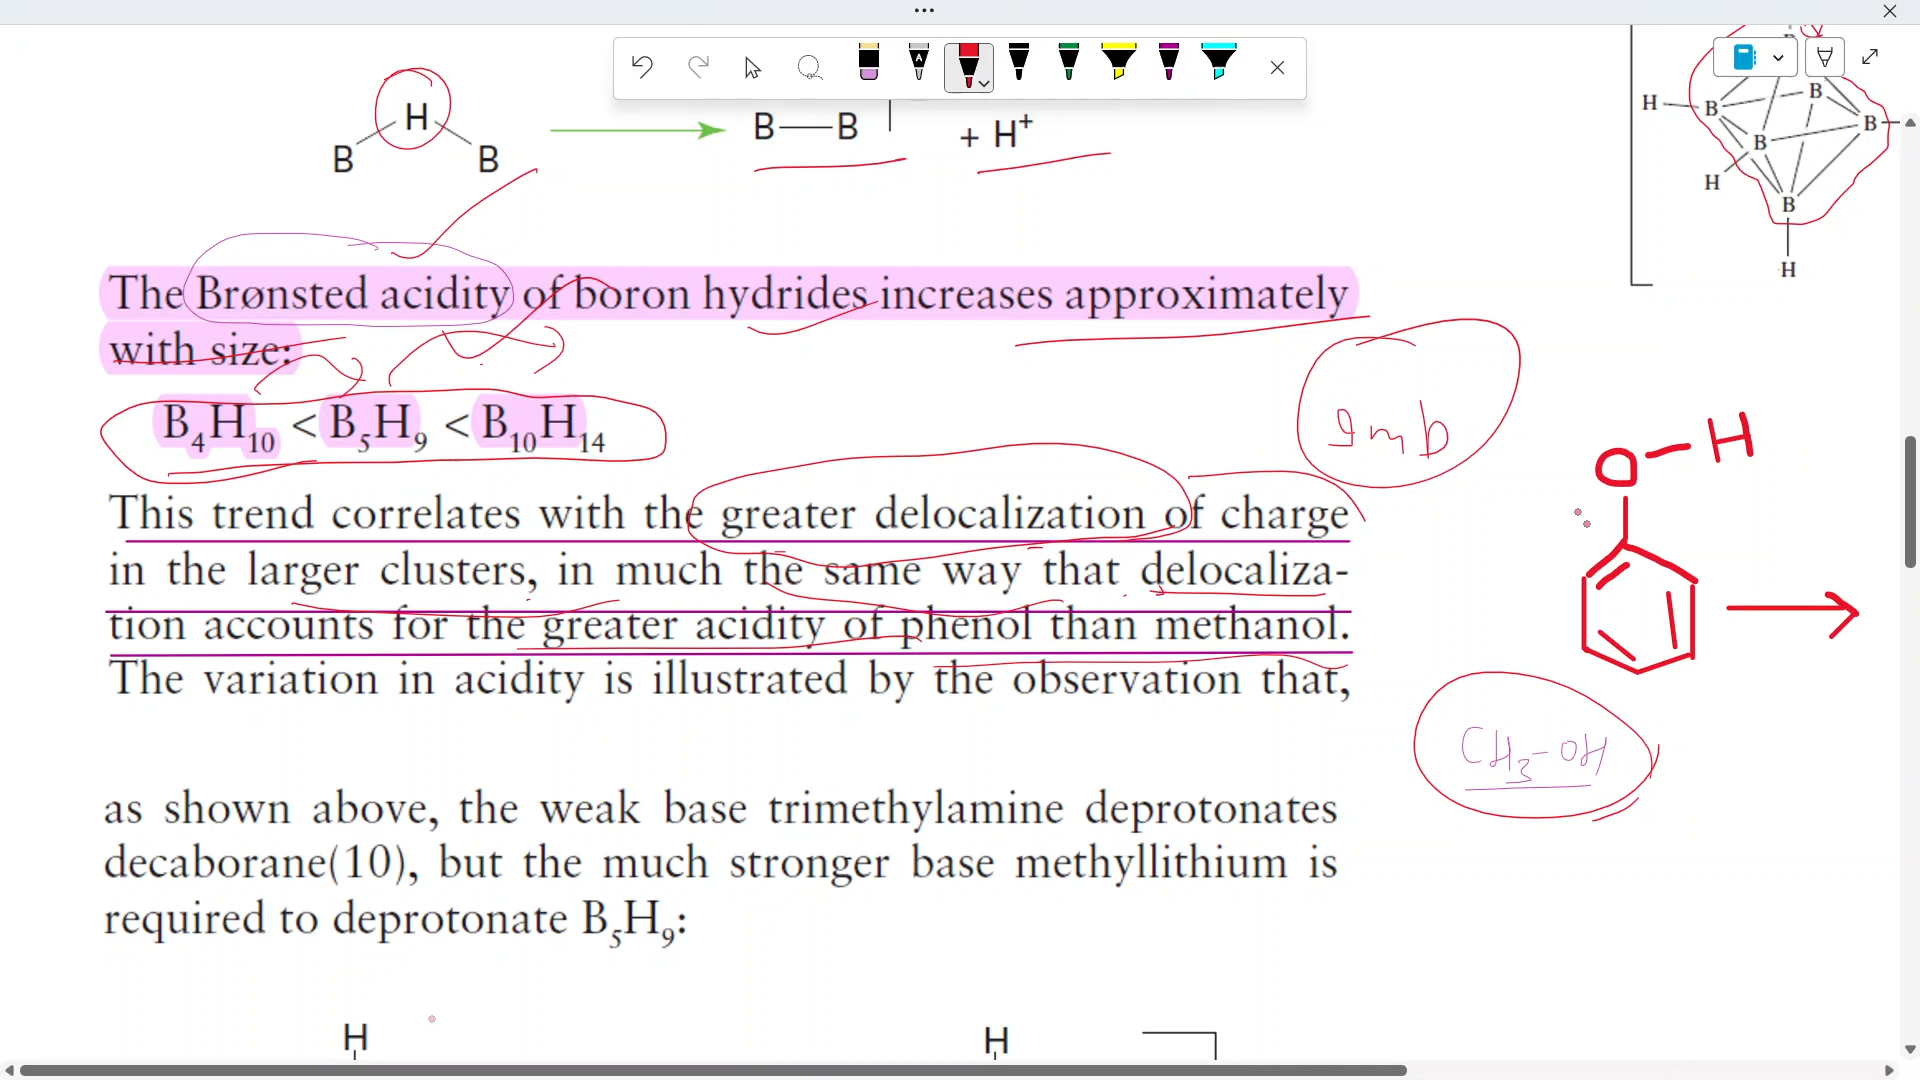 H
B B
B—B
+ H⁺
The Brønsted acidity of boron hydrides increases approximately
with size:
B₄H₁₀ < B₅H₉ < B₁₀H₁₄
This trend correlates with the greater delocalization of charge
in the larger clusters, in much the same way that delocaliza-
tion accounts for the greater acidity of phenol than methanol.
The variation in acidity is illustrated by the observation that,
as shown above, the weak base trimethylamine deprotonates
decaborane(10), but the much stronger base methyllithium is
required to deprotonate B₅H₉:
H
H
H B B B
B
H B
H
Imb
O-H
CH₃-OH
A